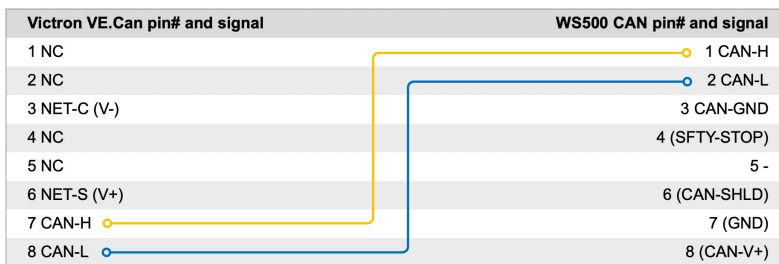 Victron VE.Can pin# and signal WS500 CAN pin# and signal
1 NC 1 CAN-H
2 NC 2 CAN-L
3 NET-C (V-) 3 CAN-GND
4 NC 4 (SFTY-STOP)
5 NC 5 -
6 NET-S (V+) 6 (CAN-SHLD)
7 CAN-H 7 (GND)
8 CAN-L 8 (CAN-V+)